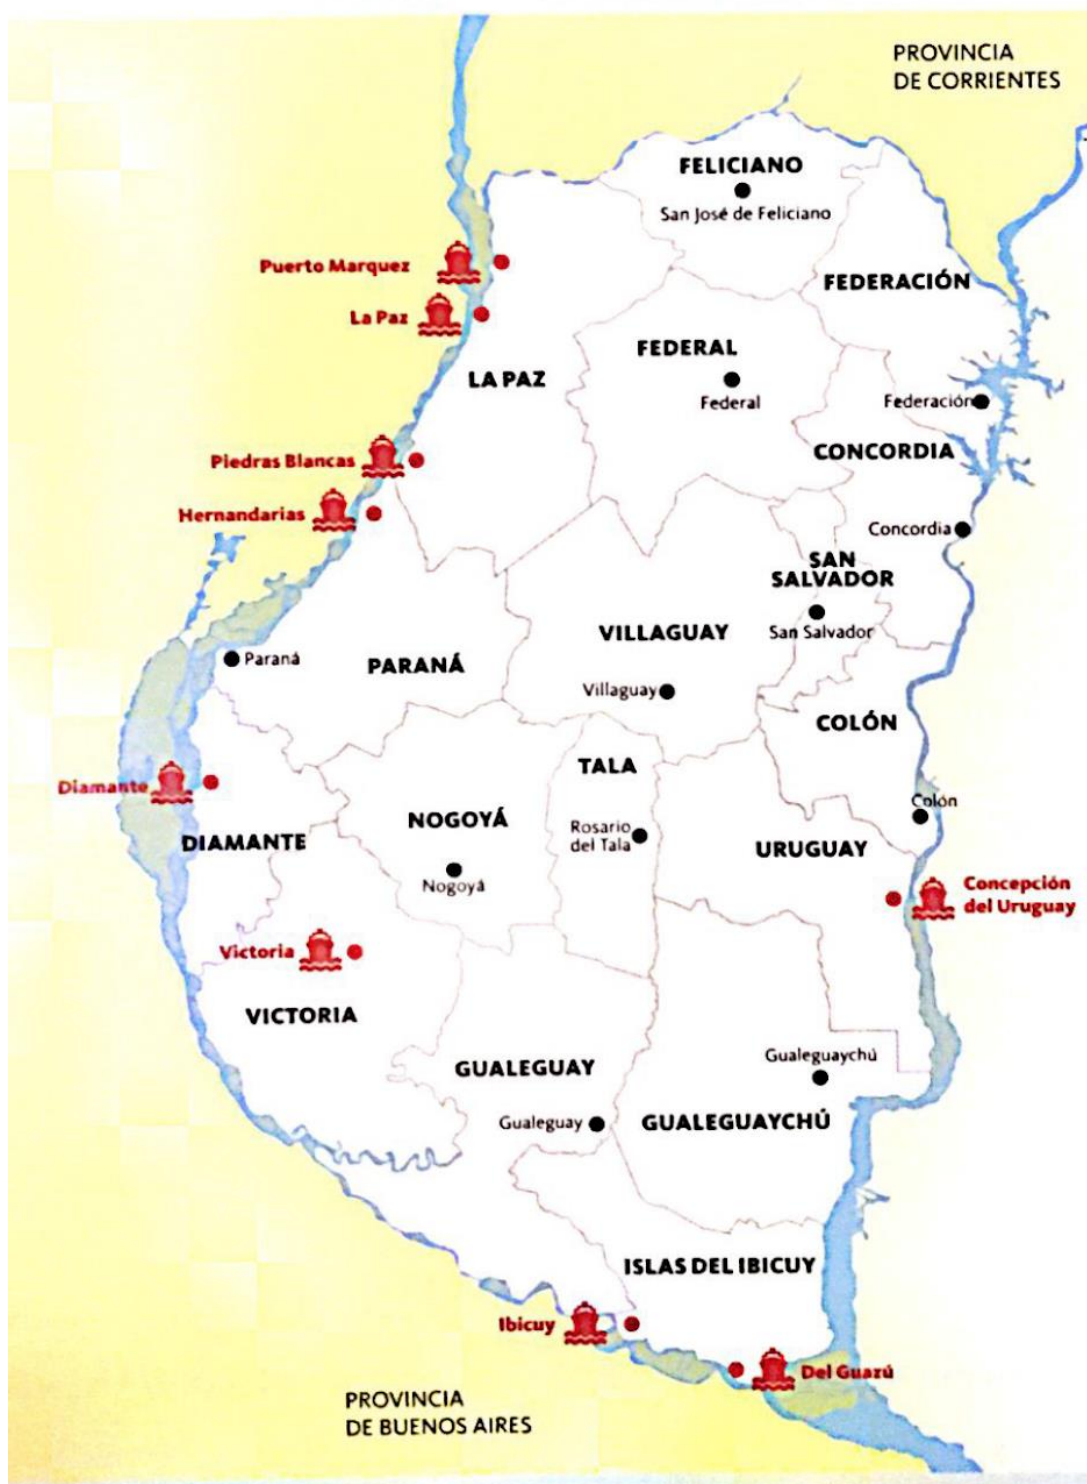 PROVINCIA
DE CORRIENTES
FELICIANO
San José de Feliciano
Puerto Marquez
FEDERACIÓN
La Paz
FEDERAL
LA PAZ
Federal
Federación
CONCORDIA
Piedras Blancas
Hernandarias
Concordia
SAN
SALVADOR
San Salvador
VILLAGUAY
Paraná
PARANÁ
Villaguay
COLÓN
TALA
Diamante
Colón
NOGOYÁ
Rosario
del Tala
DIAMANTE
URUGUAY
Nogoyá
Concepción
del Uruguay
Victoria
VICTORIA
Gualeguaychú
GUALEGUAY
Gualeguay
GUALEGUAYCHÚ
ISLAS DEL IBICUY
Ibicuy
Del Guazú
PROVINCIA
DE BUENOS AIRES